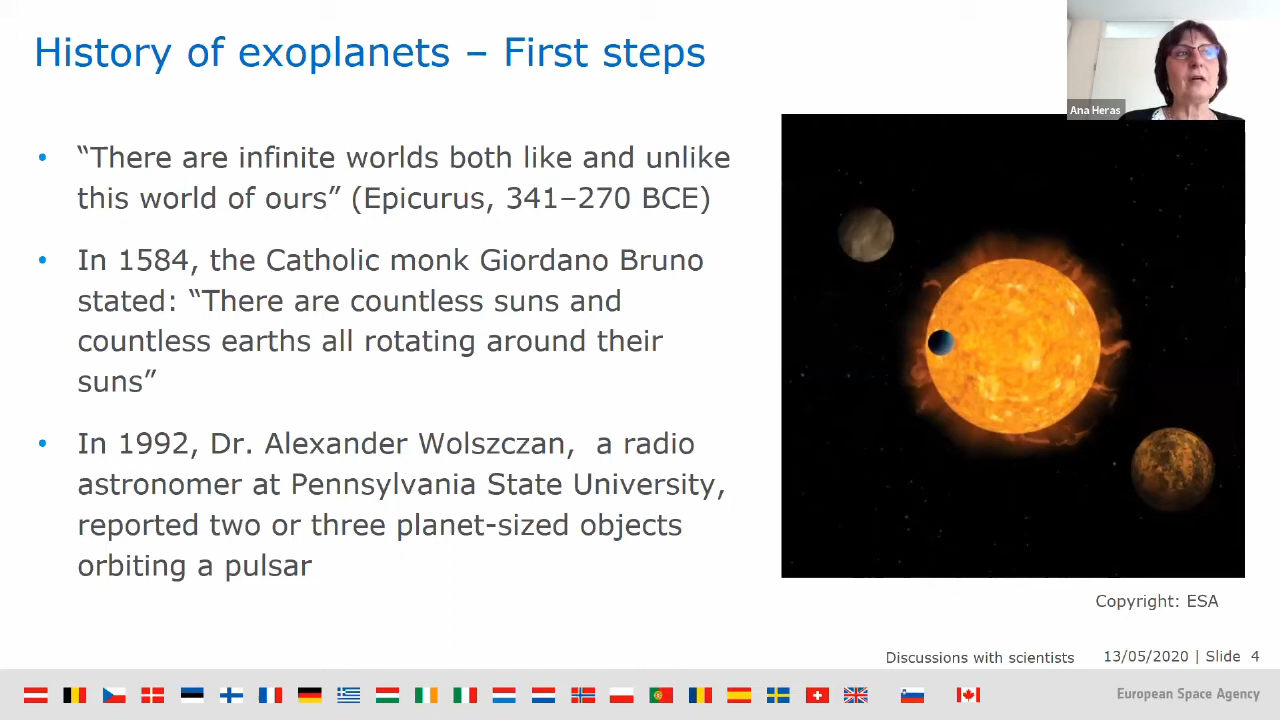 History of exoplanets – First steps
Ana Heras
• “There are infinite worlds both like and unlike
this world of ours” (Epicurus, 341–270 BCE)
• In 1584, the Catholic monk Giordano Bruno
stated: “There are countless suns and
countless earths all rotating around their
suns”
• In 1992, Dr. Alexander Wolszczan,  a radio
astronomer at Pennsylvania State University,
reported two or three planet-sized objects
orbiting a pulsar
Copyright: ESA
Discussions with scientists 13/05/2020 | Slide 4
European Space Agency